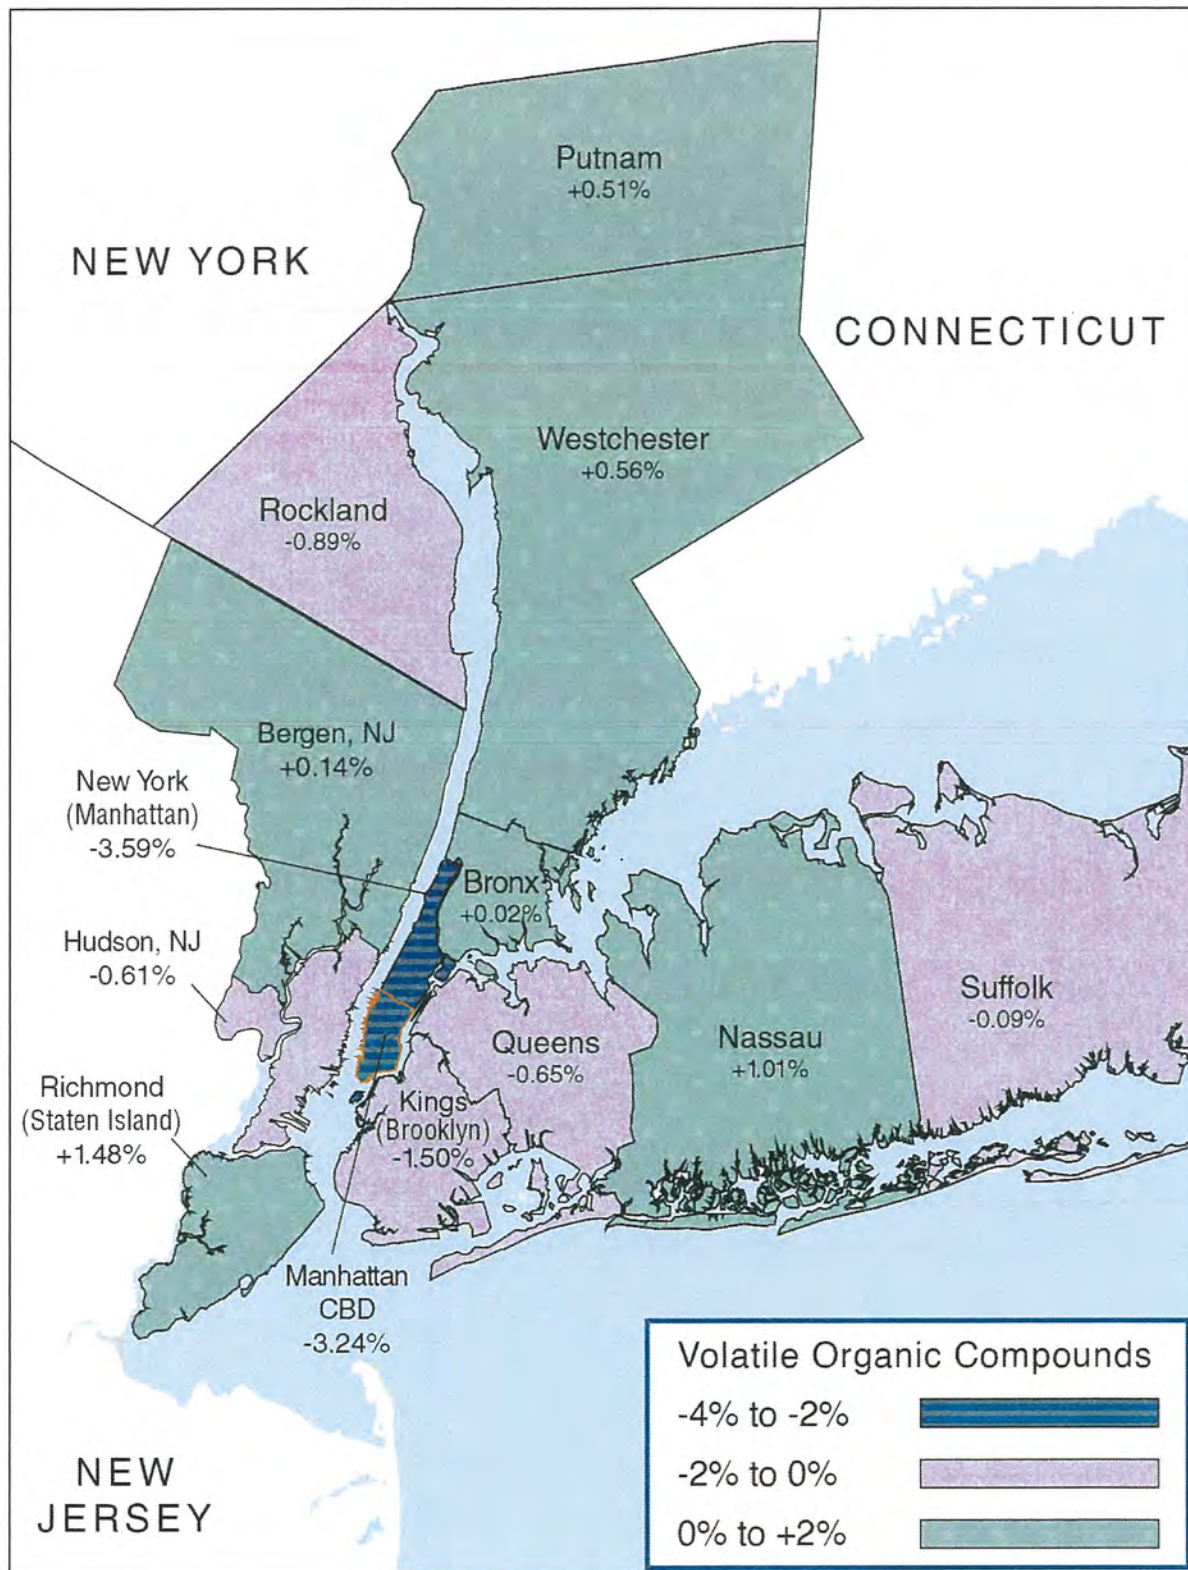 Putnam
+0.51%
NEW YORK
CONNECTICUT
Westchester
+0.56%
Rockland
-0.89%
Bergen, NJ
+0.14%
New York
(Manhattan)
-3.59%
Bronx
+0.02%
Hudson, NJ
-0.61%
Suffolk
-0.09%
Queens
-0.65%
Nassau
+1.01%
Richmond
(Staten Island)
+1.48%
Kings
(Brooklyn)
-1.50%
Manhattan
CBD
-3.24%
Volatile Organic Compounds
-4% to -2%
-2% to 0%
0% to +2%
NEW
JERSEY